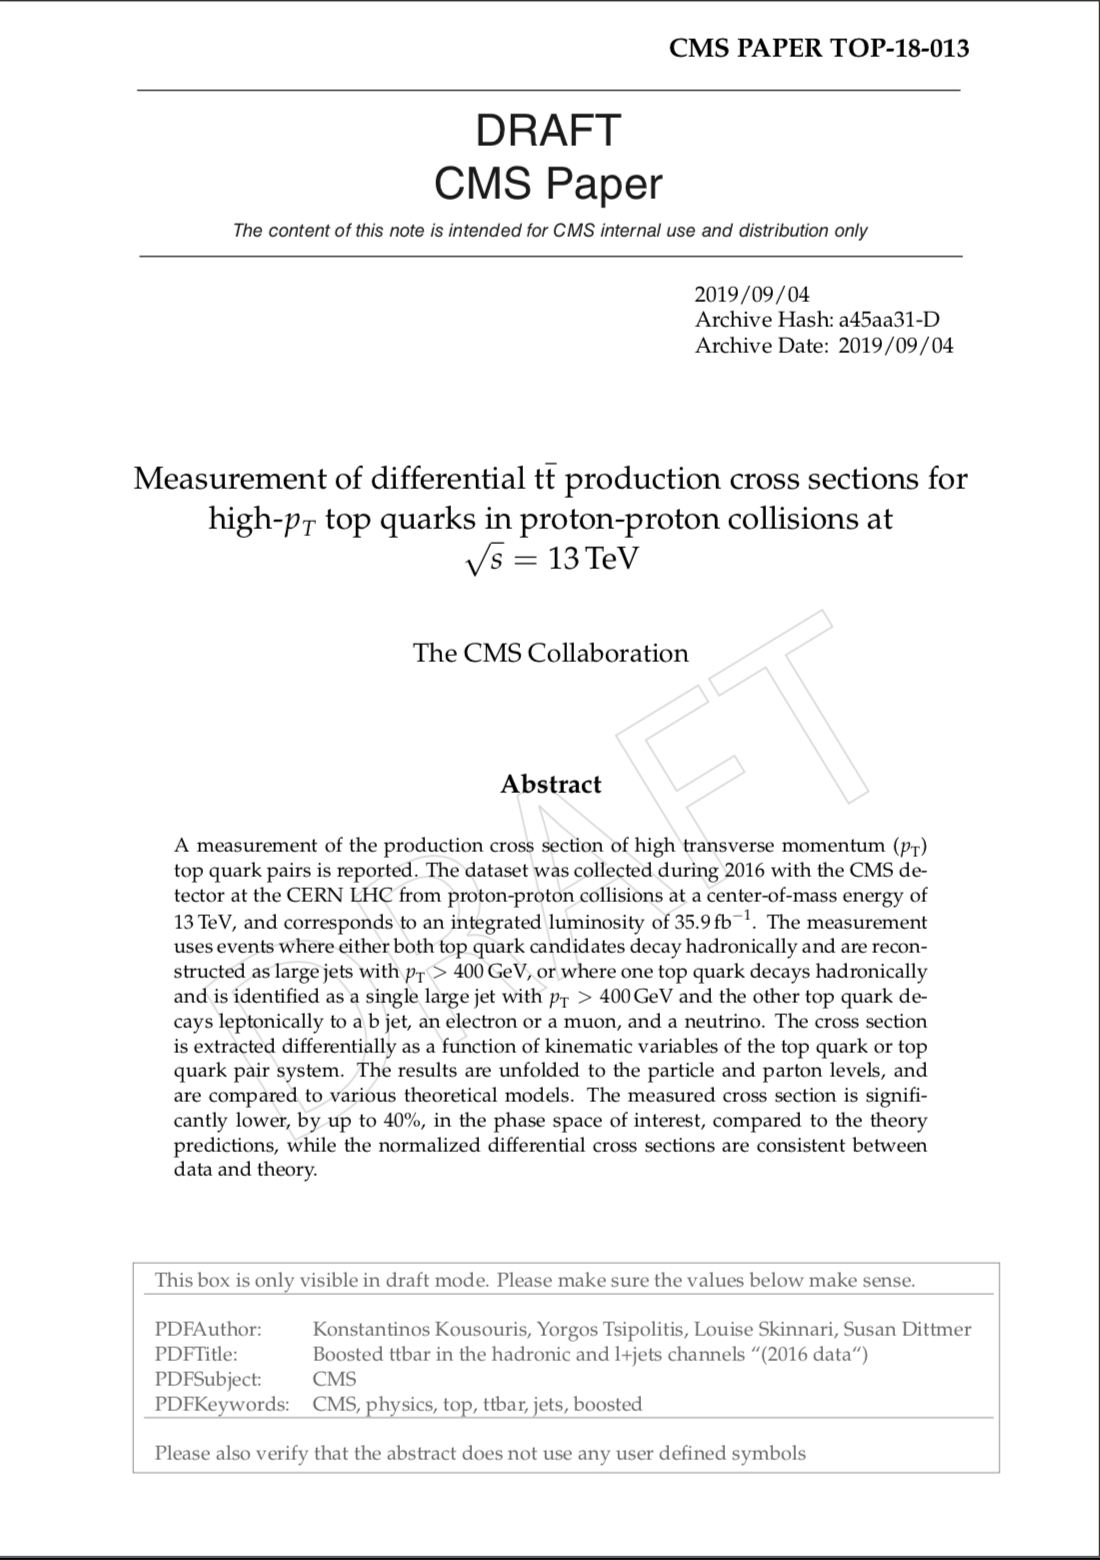 CMS PAPER TOP-18-013
DRAFT
CMS Paper
The content of this note is intended for CMS internal use and distribution only
2019/09/04
Archive Hash: a45aa31-D
Archive Date: 2019/09/04
Measurement of differential tt̄ production cross sections for
high-p_T top quarks in proton-proton collisions at
√s = 13 TeV
The CMS Collaboration
DRAFT
Abstract
A measurement of the production cross section of high transverse momentum (p_T)
top quark pairs is reported. The dataset was collected during 2016 with the CMS de-
tector at the CERN LHC from proton-proton collisions at a center-of-mass energy of
13 TeV, and corresponds to an integrated luminosity of 35.9 fb⁻¹. The measurement
uses events where either both top quark candidates decay hadronically and are recon-
structed as large jets with p_T > 400 GeV, or where one top quark decays hadronically
and is identified as a single large jet with p_T > 400 GeV and the other top quark de-
cays leptonically to a b jet, an electron or a muon, and a neutrino. The cross section
is extracted differentially as a function of kinematic variables of the top quark or top
quark pair system. The results are unfolded to the particle and parton levels, and
are compared to various theoretical models. The measured cross section is signifi-
cantly lower, by up to 40%, in the phase space of interest, compared to the theory
predictions, while the normalized differential cross sections are consistent between
data and theory.
This box is only visible in draft mode. Please make sure the values below make sense.
PDFAuthor: Konstantinos Kousouris, Yorgos Tsipolitis, Louise Skinnari, Susan Dittmer
PDFTitle: Boosted ttbar in the hadronic and l+jets channels “(2016 data“)
PDFSubject: CMS
PDFKeywords: CMS, physics, top, ttbar, jets, boosted
Please also verify that the abstract does not use any user defined symbols